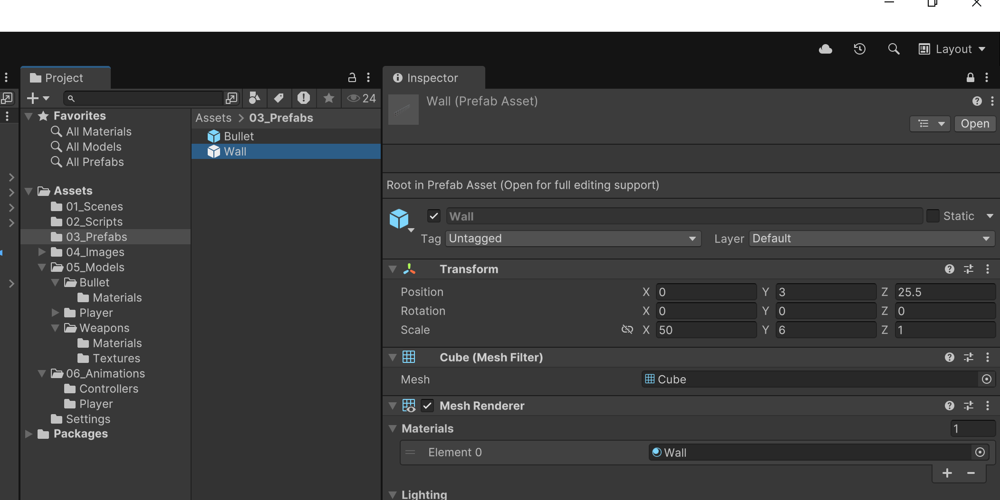 Layout
Project
24
Favorites
All Materials
All Models
All Prefabs
Assets
01_Scenes
02_Scripts
03_Prefabs
04_Images
05_Models
Bullet
Materials
Player
Weapons
Materials
Textures
06_Animations
Controllers
Player
Settings
Packages
Assets > 03_Prefabs
Bullet
Wall
Inspector
Wall (Prefab Asset)
Open
Root in Prefab Asset (Open for full editing support)
Wall Static
Tag Untagged Layer Default
Transform
Position X 0 Y 3 Z 25.5
Rotation X 0 Y 0 Z 0
Scale X 50 Y 6 Z 1
Cube (Mesh Filter)
Mesh Cube
Mesh Renderer
Materials 1
Element 0 Wall
Lighting